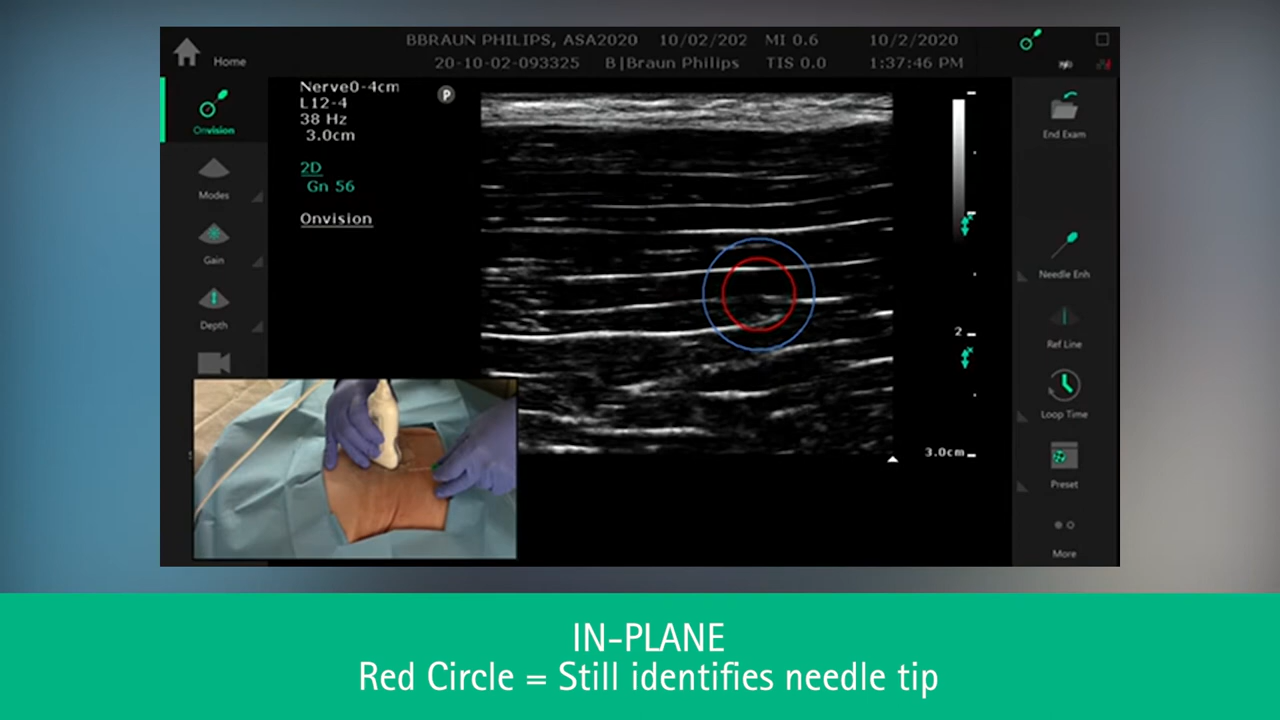 BBRAUN PHILIPS, ASA2020 10/02/202 MI 0.6 10/2/2020
Home 20-10-02-093325 B|Braun Philips TIS 0.0 1:37:46 PM
Nerve0-4cm
L12-4
38 Hz
3.0cm
2D
Gn 56
Onvision
P
Onvision
Modes
Gain
Depth
2
3.0cm
End Exam
Needle Enh
Ref Line
Loop Time
Preset
More
IN-PLANE
Red Circle = Still identifies needle tip